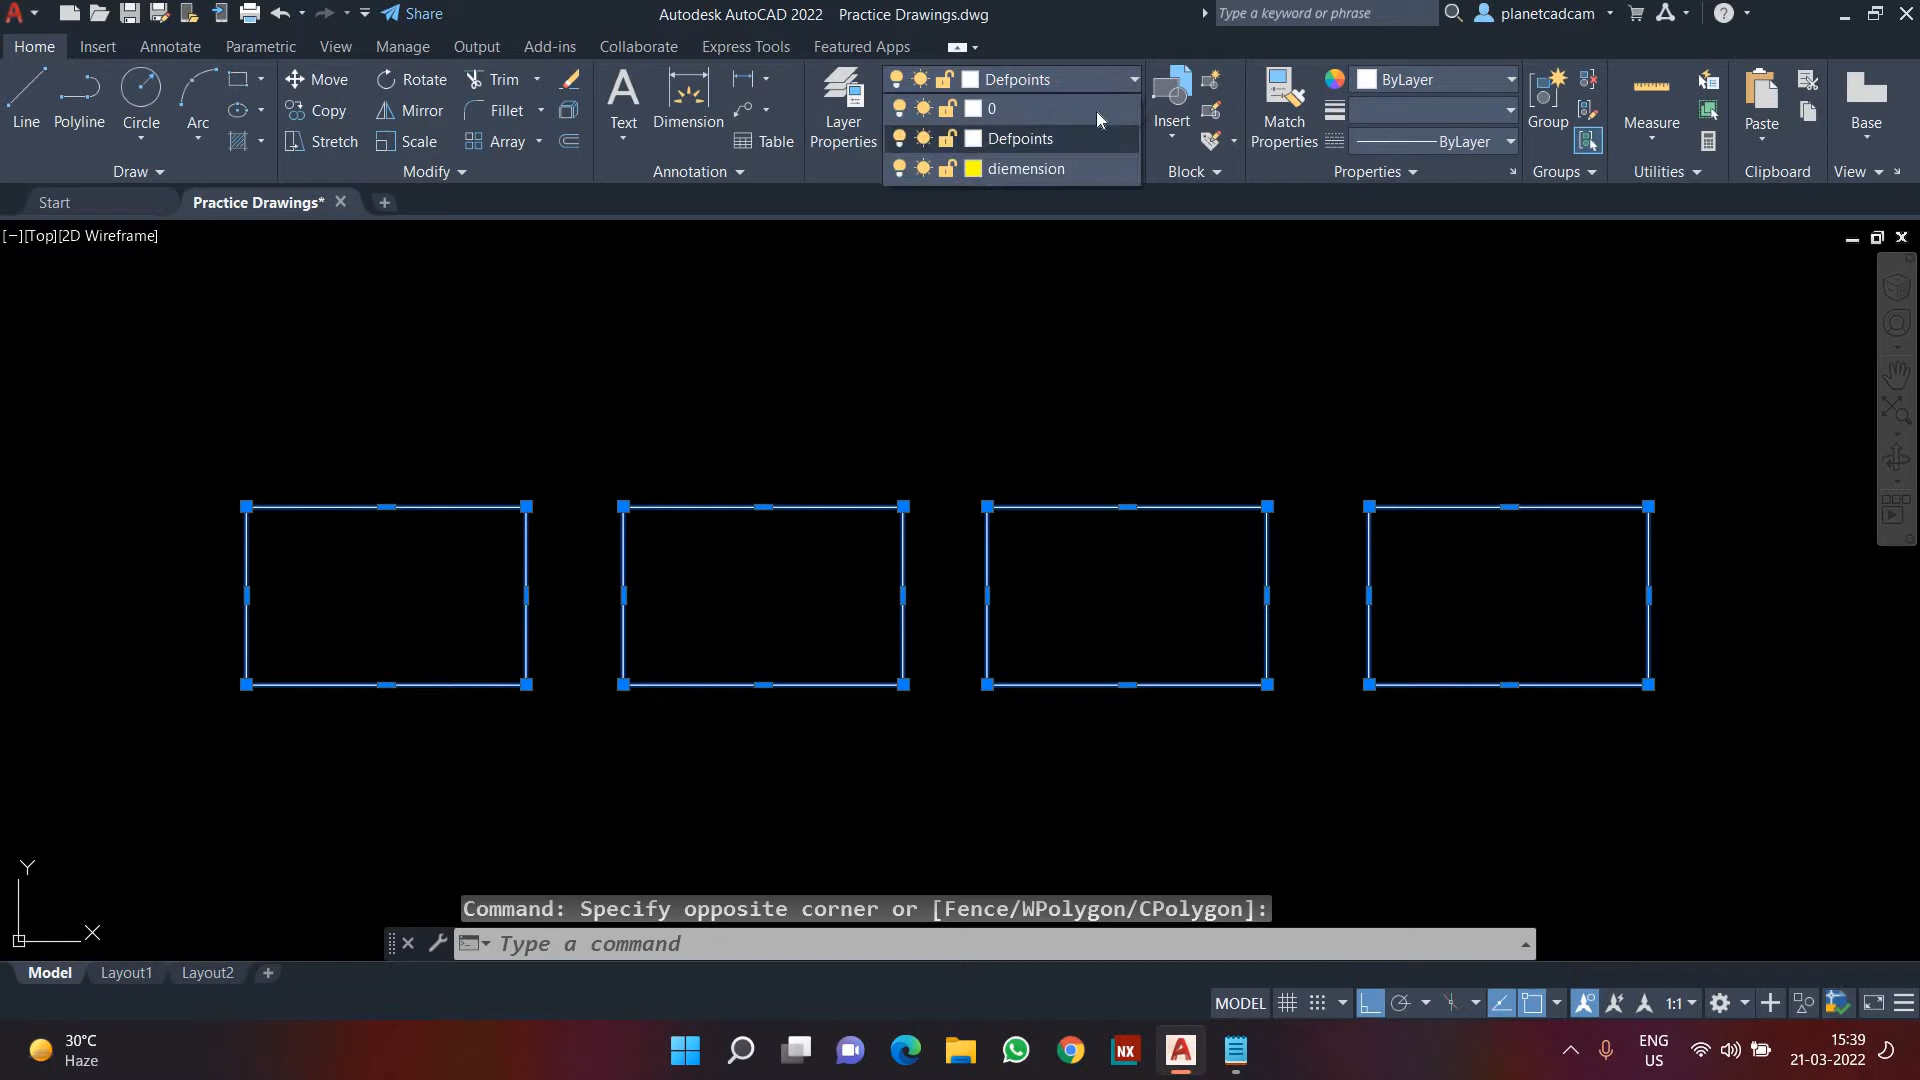 Share
Autodesk AutoCAD 2022 Practice Drawings.dwg
Type a keyword or phrase
planetcadcam
Home Insert Annotate Parametric View Manage Output Add-ins Collaborate Express Tools Featured Apps
Line Polyline Circle Arc
Move Rotate Trim
Copy Mirror Fillet
Stretch Scale Array
Text Dimension
Table
Layer Properties
Defpoints
0
Defpoints
diemension
Insert
Match Properties
ByLayer
ByLayer
Group
Measure
Paste
Base
Draw Modify Annotation Block Properties Groups Utilities Clipboard View
Start Practice Drawings*
[−][Top][2D Wireframe]
Y
X
Command: Specify opposite corner or [Fence/WPolygon/CPolygon]:
Type a command
Model Layout1 Layout2
MODEL 1:1
30°C
Haze
NX
ENG
US
15:39
21-03-2022